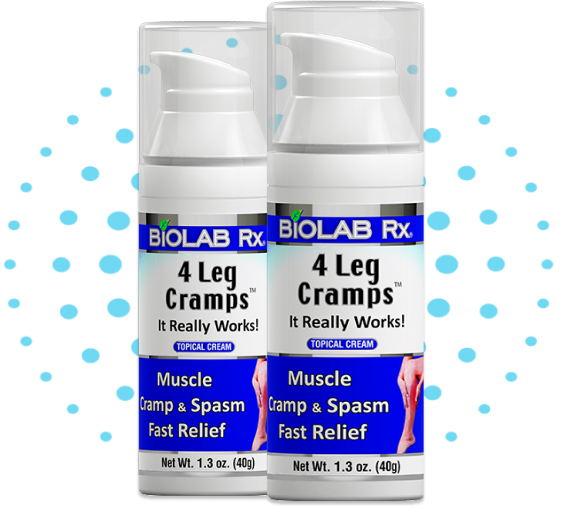 BiOLAB Rx®
4 Leg
Cramps™
It Really Works!
TOPICAL CREAM
Muscle
Cramp & Spasm
Fast Relief
Net Wt. 1.3 oz. (40g)
BiOLAB Rx®
4 Leg
Cramps™
It Really Works!
TOPICAL CREAM
Muscle
Cramp & Spasm
Fast Relief
Net Wt. 1.3 oz. (40g)